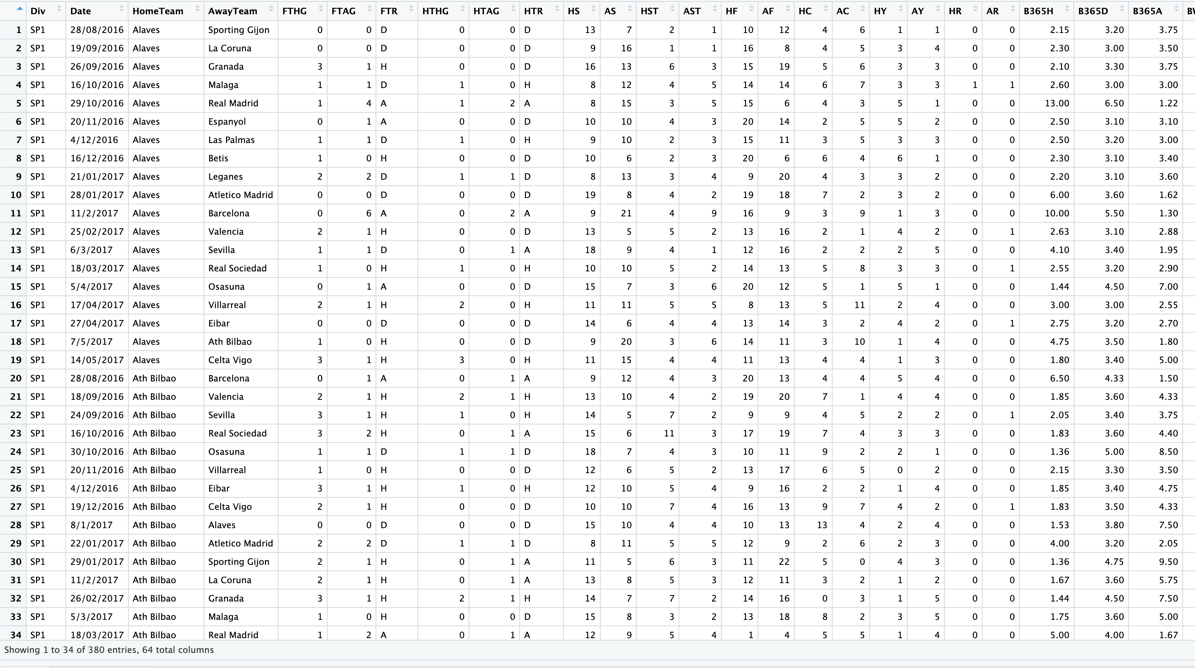 Div Date HomeTeam AwayTeam FTHG FTAG FTR HTHG HTAG HTR HS AS HST AST HF AF HC AC HY AY HR AR B365H B365D B365A
1 SP1 28/08/2016 Alaves Sporting Gijon 0 0 D 0 0 D 13 7 2 1 10 12 4 6 1 1 0 0 2.15 3.20 3.75
2 SP1 19/09/2016 Alaves La Coruna 0 0 D 0 0 D 9 16 1 1 16 8 4 5 3 4 0 0 2.30 3.00 3.50
3 SP1 26/09/2016 Alaves Granada 3 1 H 0 0 D 16 13 6 3 15 19 5 6 3 3 0 0 2.10 3.30 3.75
4 SP1 16/10/2016 Alaves Malaga 1 1 D 1 0 H 8 12 4 5 14 14 6 7 3 3 1 1 2.60 3.00 3.00
5 SP1 29/10/2016 Alaves Real Madrid 1 4 A 1 2 A 8 15 3 5 15 6 4 3 5 1 0 0 13.00 6.50 1.22
6 SP1 20/11/2016 Alaves Espanyol 0 1 A 0 0 D 10 10 4 3 20 14 2 5 5 2 0 0 2.50 3.10 3.10
7 SP1 4/12/2016 Alaves Las Palmas 1 1 D 1 0 H 9 10 2 3 15 11 3 5 3 3 0 0 2.50 3.20 3.00
8 SP1 16/12/2016 Alaves Betis 1 0 H 0 0 D 10 6 2 3 20 6 6 4 6 1 0 0 2.30 3.10 3.40
9 SP1 21/01/2017 Alaves Leganes 2 2 D 1 1 D 8 13 3 4 9 20 4 3 3 2 0 0 2.20 3.10 3.60
10 SP1 28/01/2017 Alaves Atletico Madrid 0 0 D 0 0 D 19 8 4 2 19 18 7 2 3 2 0 0 6.00 3.60 1.62
11 SP1 11/2/2017 Alaves Barcelona 0 6 A 0 2 A 9 21 4 9 16 9 3 9 1 3 0 0 10.00 5.50 1.30
12 SP1 25/02/2017 Alaves Valencia 2 1 H 0 0 D 13 5 5 2 13 16 2 1 4 2 0 1 2.63 3.10 2.88
13 SP1 6/3/2017 Alaves Sevilla 1 1 D 0 1 A 18 9 4 1 12 16 2 2 2 5 0 0 4.10 3.40 1.95
14 SP1 18/03/2017 Alaves Real Sociedad 1 0 H 1 0 H 10 10 5 2 14 13 5 8 3 3 0 1 2.55 3.20 2.90
15 SP1 5/4/2017 Alaves Osasuna 0 1 A 0 0 D 15 7 3 6 20 12 5 1 5 1 0 0 1.44 4.50 7.00
16 SP1 17/04/2017 Alaves Villarreal 2 1 H 2 0 H 11 11 5 5 8 13 5 11 2 4 0 0 3.00 3.00 2.55
17 SP1 27/04/2017 Alaves Eibar 0 0 D 0 0 D 14 6 4 4 13 14 3 2 4 2 0 1 2.75 3.20 2.70
18 SP1 7/5/2017 Alaves Ath Bilbao 1 0 H 0 0 D 9 20 3 6 14 11 3 10 1 4 0 0 4.75 3.50 1.80
19 SP1 14/05/2017 Alaves Celta Vigo 3 1 H 3 0 H 11 15 4 4 11 13 4 4 1 3 0 0 1.80 3.40 5.00
20 SP1 28/08/2016 Ath Bilbao Barcelona 0 1 A 0 1 A 9 12 4 3 20 13 4 4 5 4 0 0 6.50 4.33 1.50
21 SP1 18/09/2016 Ath Bilbao Valencia 2 1 H 2 1 H 13 10 4 2 19 20 7 1 4 4 0 0 1.85 3.60 4.33
22 SP1 24/09/2016 Ath Bilbao Sevilla 3 1 H 1 0 H 14 5 7 2 9 9 4 5 2 2 0 1 2.05 3.40 3.75
23 SP1 16/10/2016 Ath Bilbao Real Sociedad 3 2 H 0 1 A 15 6 11 3 17 19 7 4 3 3 0 0 1.83 3.60 4.40
24 SP1 30/10/2016 Ath Bilbao Osasuna 1 1 D 1 1 D 18 7 4 3 10 11 9 2 2 1 0 0 1.36 5.00 8.50
25 SP1 20/11/2016 Ath Bilbao Villarreal 1 0 H 0 0 D 12 6 5 2 13 17 6 5 0 2 0 0 2.15 3.30 3.50
26 SP1 4/12/2016 Ath Bilbao Eibar 3 1 H 1 0 H 12 10 5 4 9 16 2 2 1 4 0 0 1.85 3.40 4.75
27 SP1 19/12/2016 Ath Bilbao Celta Vigo 2 1 H 0 0 D 10 10 7 4 16 13 9 7 4 2 0 1 1.83 3.50 4.33
28 SP1 8/1/2017 Ath Bilbao Alaves 0 0 D 0 0 D 15 10 4 4 10 13 13 4 2 4 0 0 1.53 3.80 7.50
29 SP1 22/01/2017 Ath Bilbao Atletico Madrid 2 2 D 1 1 D 8 11 5 5 12 9 2 6 2 3 0 0 4.00 3.20 2.05
30 SP1 29/01/2017 Ath Bilbao Sporting Gijon 2 1 H 0 1 A 11 5 6 3 11 22 5 0 4 3 0 0 1.36 4.75 9.50
31 SP1 11/2/2017 Ath Bilbao La Coruna 2 1 H 0 1 A 13 8 5 3 12 11 3 2 1 2 0 0 1.67 3.60 5.75
32 SP1 26/02/2017 Ath Bilbao Granada 3 1 H 2 1 H 14 7 7 2 14 16 0 3 1 5 0 0 1.44 4.50 7.50
33 SP1 5/3/2017 Ath Bilbao Malaga 1 0 H 0 0 D 15 8 3 2 13 18 8 2 3 5 0 0 1.75 3.60 5.00
34 SP1 18/03/2017 Ath Bilbao Real Madrid 1 2 A 0 1 A 12 9 5 4 1 4 5 5 1 4 0 0 5.00 4.00 1.67
Showing 1 to 34 of 380 entries, 64 total columns